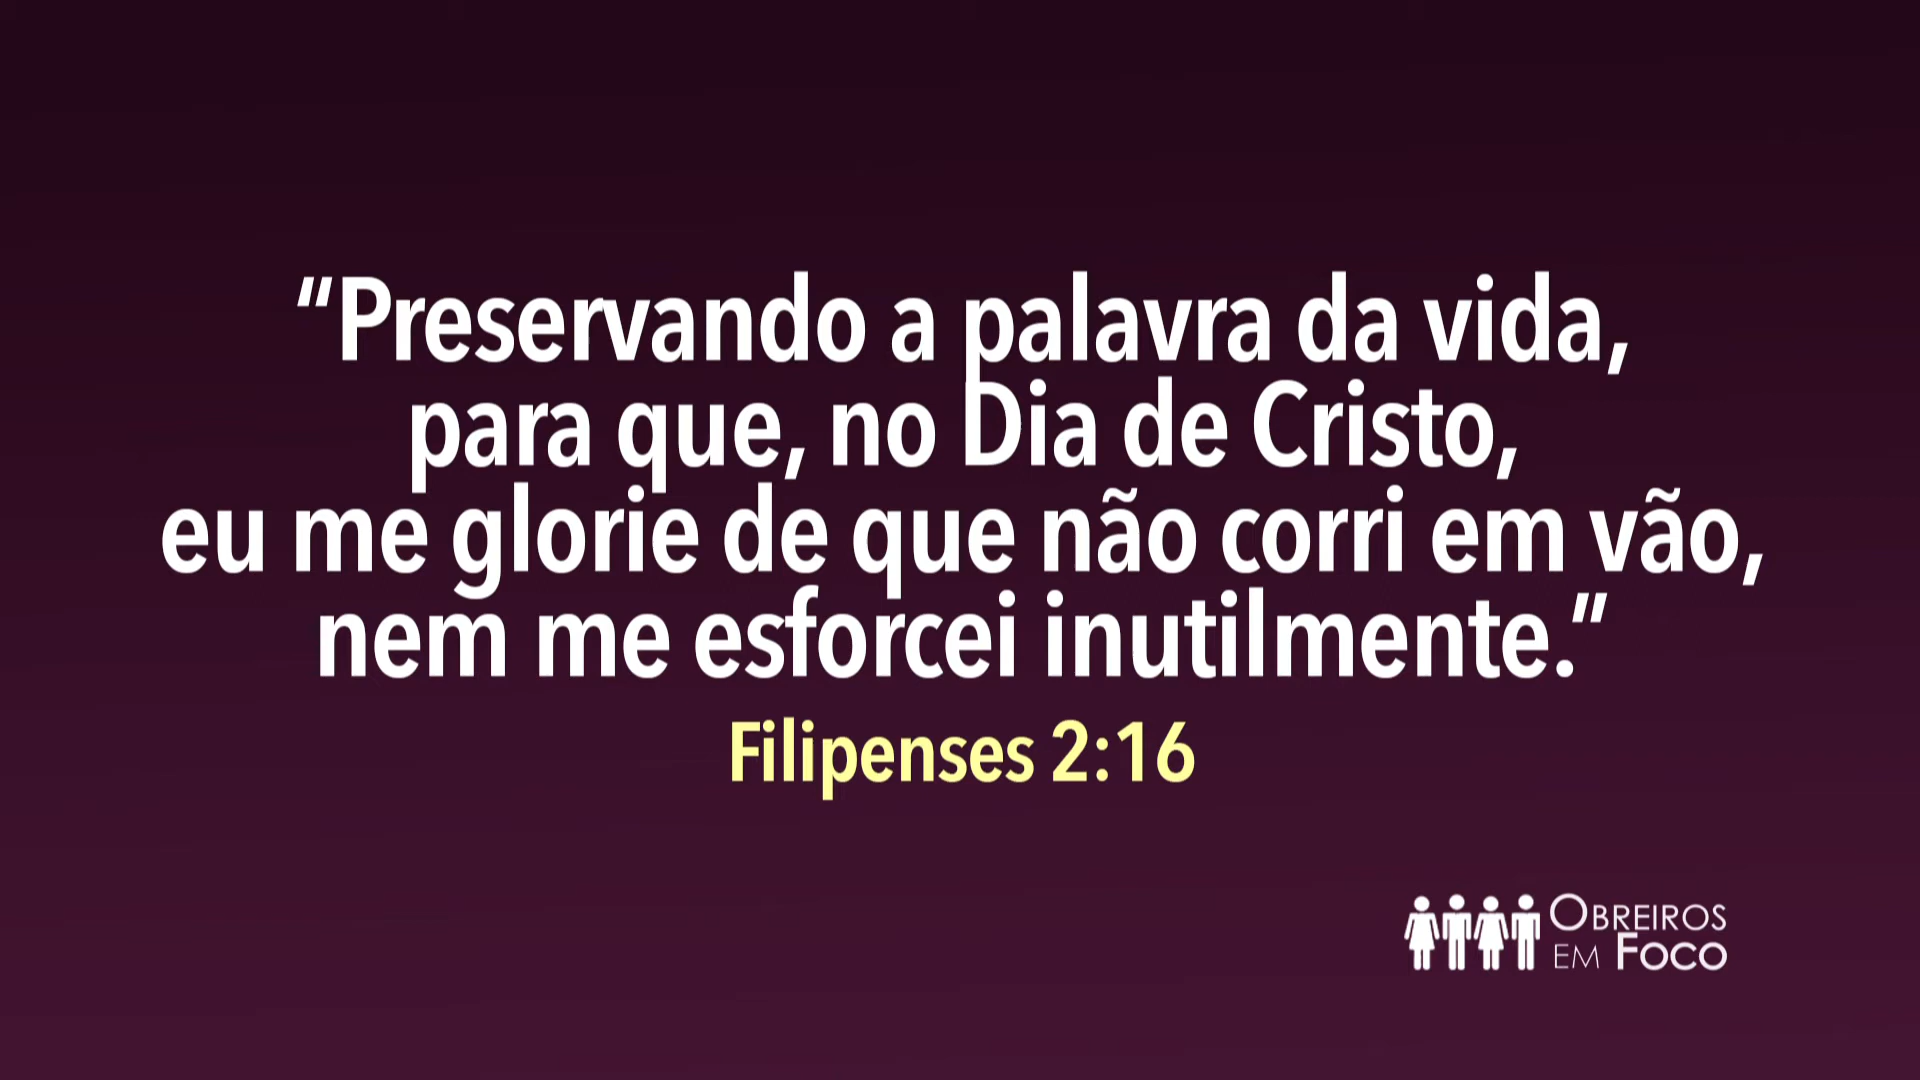 “Preservando a palavra da vida,
para que, no Dia de Cristo,
eu me glorie de que não corri em vão,
nem me esforcei inutilmente.”
Filipenses 2:16
OBREIROS
EM FOCO